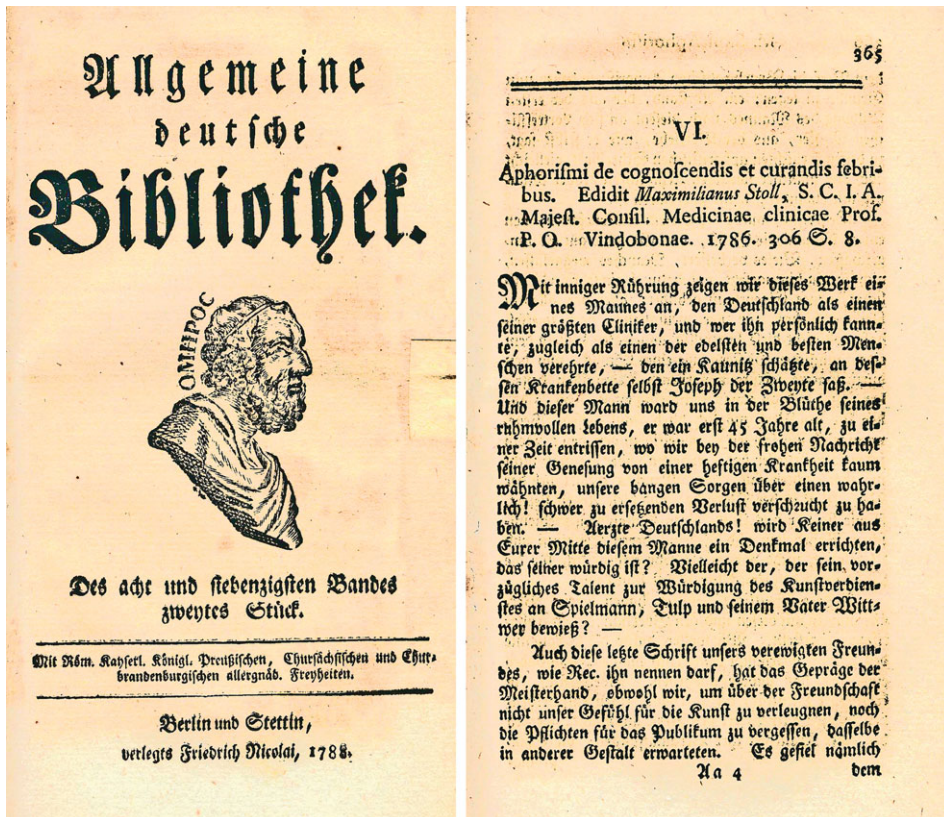 Allgemeine
deutsche
Bibliothek.
ΟΜΗΡΟC
Des acht und siebenzigsten Bandes
zweytes Stück.
Mit Röm. Kayserl. Königl. Preußischen, Chursächsischen und Chur-
brandenburgischen allergnäd. Freyheiten.
Berlin und Stettin,
verlegts Friedrich Nicolai, 1788.
365
VI.
Aphoriſmi de cognoſcendis et curandis febri-
bus. Edidit Maximilianus Stoll, S. C. I. A.
Majeſt. Conſil. Medicinae clinicae Prof.
P. O. Vindobonae. 1786. 306 S. 8.
Mit inniger Rührung zeigen wir dieses Werk ei-
nes Mannes an, den Deutschland als einen
seiner größten Cliniker, und wer ihn persönlich kann-
te, zugleich als einen der edelsten und besten Men-
schen verehrte, — den ein Kaunitz schätzte, an des-
sen Krankenbette selbst Joseph der Zweyte saß. —
Und dieser Mann ward uns in der Blüthe seines
ruhmvollen Lebens, er war erst 45 Jahre alt, zu ei-
ner Zeit entrissen, wo wir bey der frohen Nachricht
seiner Genesung von einer heftigen Krankheit kaum
wähnten, unsere bangen Sorgen über einen wahr-
lich! schwer zu ersetzenden Verlust verscheucht zu ha-
ben. — Aerzte Deutschlands! wird Keiner aus
Eurer Mitte diesem Manne ein Denkmal errichten,
das seiner würdig ist? Vielleicht der, der sein vor-
zügliches Talent zur Würdigung des Kunstverdien-
stes an Spielmann, Tulp und seinem Vater Witt-
wer bewieß? —
Auch diese letzte Schrift unsers verewigten Freun-
des, wie Rec. ihn nennen darf, hat das Gepräge der
Meisterhand, obwohl wir, um über der Freundschaft
nicht unser Gefühl für die Kunst zu verleugnen, noch
die Pflichten für das Publikum zu vergessen, dasselbe
in anderer Gestalt erwarteten. Es gefiel nämlich
Aa 4 dem